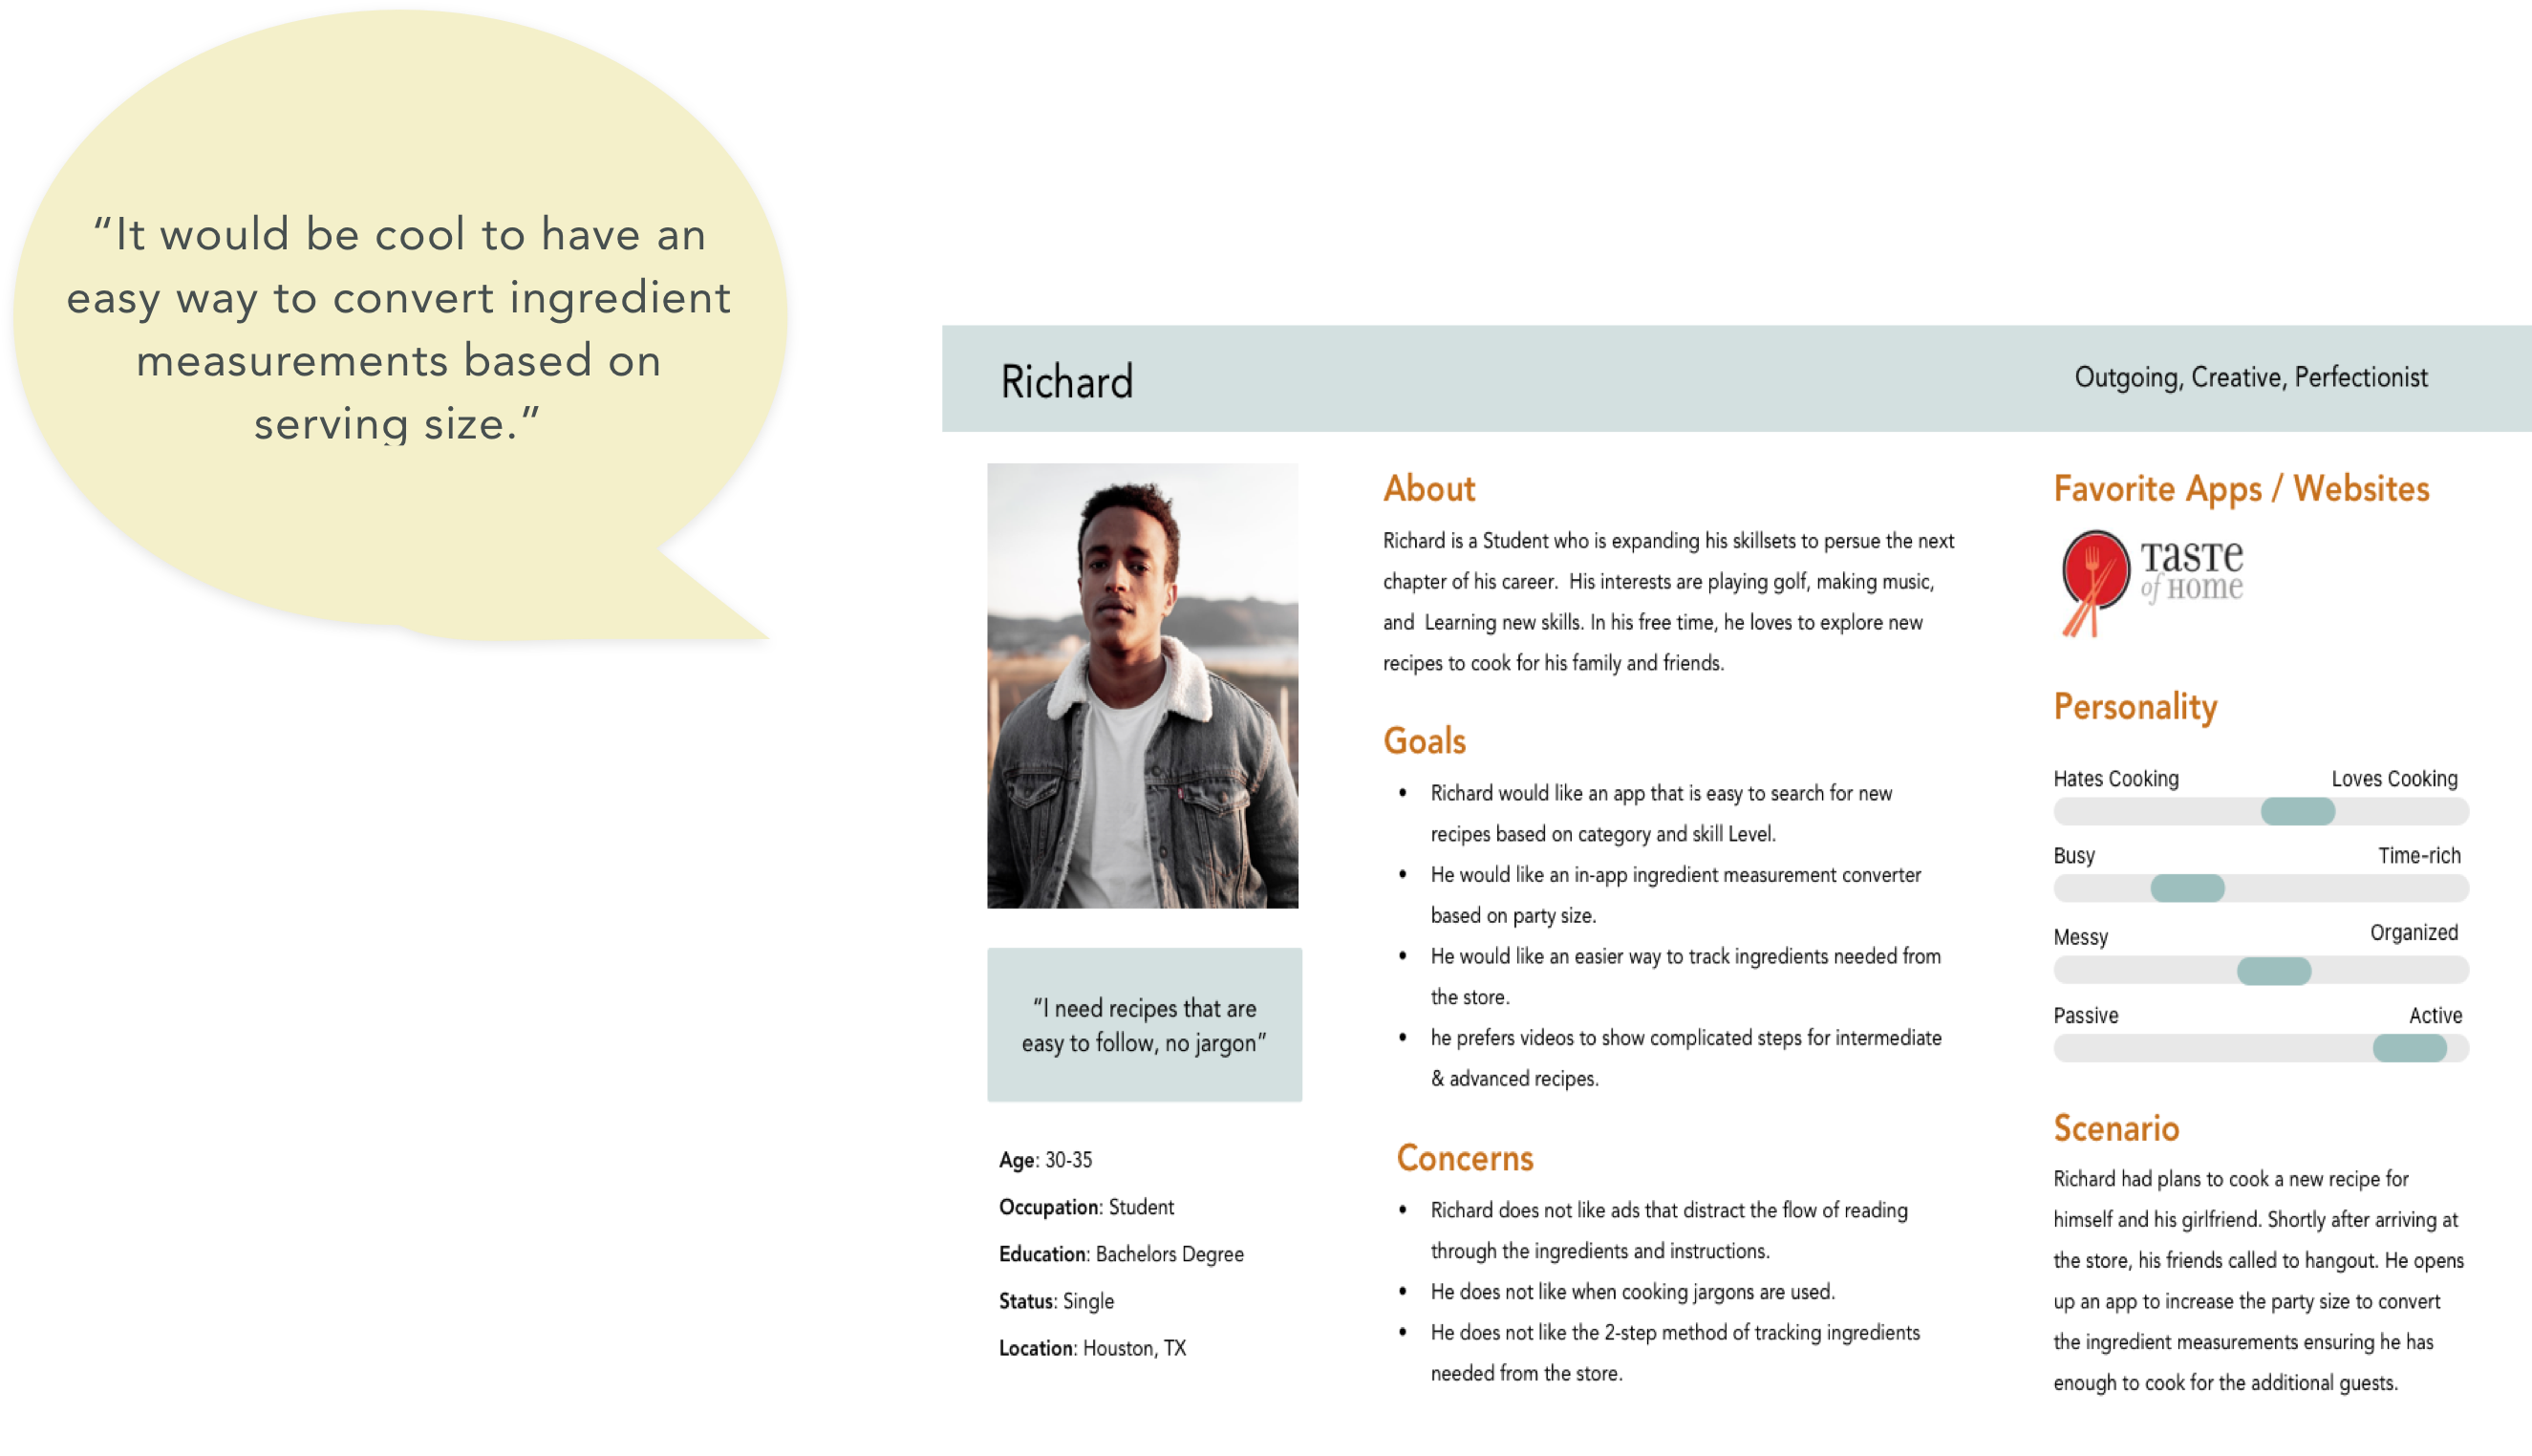 “It would be cool to have an
easy way to convert ingredient
measurements based on
serving size.”
Richard
Outgoing, Creative, Perfectionist
“I need recipes that are
easy to follow, no jargon”
Age: 30-35
Occupation: Student
Education: Bachelors Degree
Status: Single
Location: Houston, TX
About
Richard is a Student who is expanding his skillsets to persue the next
chapter of his career.  His interests are playing golf, making music,
and  Learning new skills. In his free time, he loves to explore new
recipes to cook for his family and friends.
Goals
• Richard would like an app that is easy to search for new
recipes based on category and skill Level.
• He would like an in-app ingredient measurement converter
based on party size.
• He would like an easier way to track ingredients needed from
the store.
• he prefers videos to show complicated steps for intermediate
& advanced recipes.
Concerns
• Richard does not like ads that distract the flow of reading
through the ingredients and instructions.
• He does not like when cooking jargons are used.
• He does not like the 2-step method of tracking ingredients
needed from the store.
Favorite Apps / Websites
TASTE
of HOME
Personality
Hates Cooking Loves Cooking
Busy Time-rich
Messy Organized
Passive Active
Scenario
Richard had plans to cook a new recipe for
himself and his girlfriend. Shortly after arriving at
the store, his friends called to hangout. He opens
up an app to increase the party size to convert
the ingredient measurements ensuring he has
enough to cook for the additional guests.